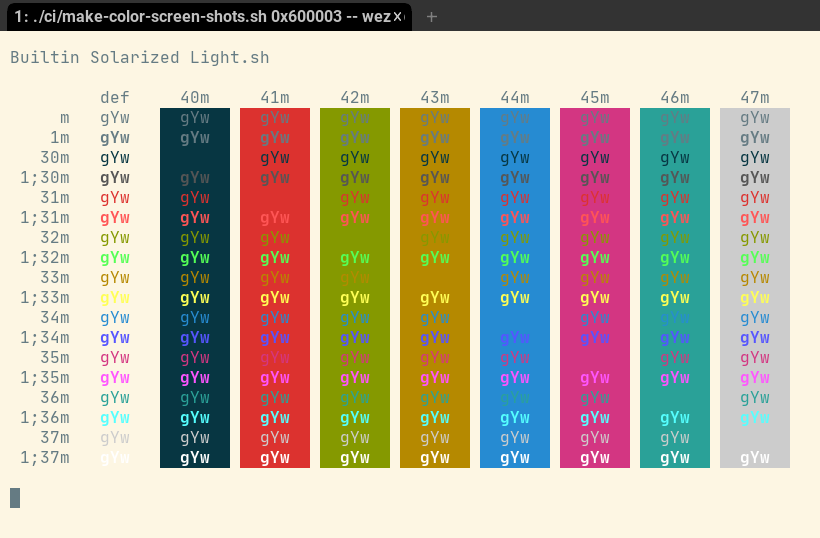 1: ./ci/make-color-screen-shots.sh 0x600003 -- wez
Builtin Solarized Light.sh
def 40m 41m 42m 43m 44m 45m 46m 47m
m gYw gYw gYw gYw gYw gYw gYw gYw gYw
1m gYw gYw gYw gYw gYw gYw gYw gYw gYw
30m gYw gYw gYw gYw gYw gYw gYw gYw
1;30m gYw gYw gYw gYw gYw gYw gYw gYw gYw
31m gYw gYw gYw gYw gYw gYw gYw gYw
1;31m gYw gYw gYw gYw gYw gYw gYw gYw gYw
32m gYw gYw gYw gYw gYw gYw gYw gYw
1;32m gYw gYw gYw gYw gYw gYw gYw gYw gYw
33m gYw gYw gYw gYw gYw gYw gYw gYw
1;33m gYw gYw gYw gYw gYw gYw gYw gYw gYw
34m gYw gYw gYw gYw gYw gYw gYw gYw
1;34m gYw gYw gYw gYw gYw gYw gYw gYw gYw
35m gYw gYw gYw gYw gYw gYw gYw gYw
1;35m gYw gYw gYw gYw gYw gYw gYw gYw gYw
36m gYw gYw gYw gYw gYw gYw gYw gYw
1;36m gYw gYw gYw gYw gYw gYw gYw gYw gYw
37m gYw gYw gYw gYw gYw gYw gYw gYw
1;37m gYw gYw gYw gYw gYw gYw gYw gYw gYw